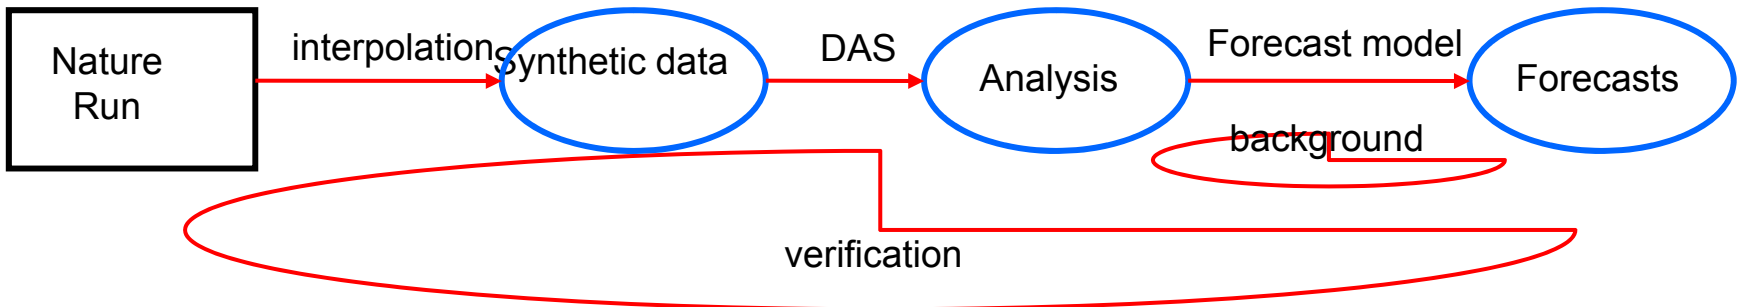 Nature
Run
interpolation
Synthetic data
DAS
Analysis
Forecast model
Forecasts
background
verification